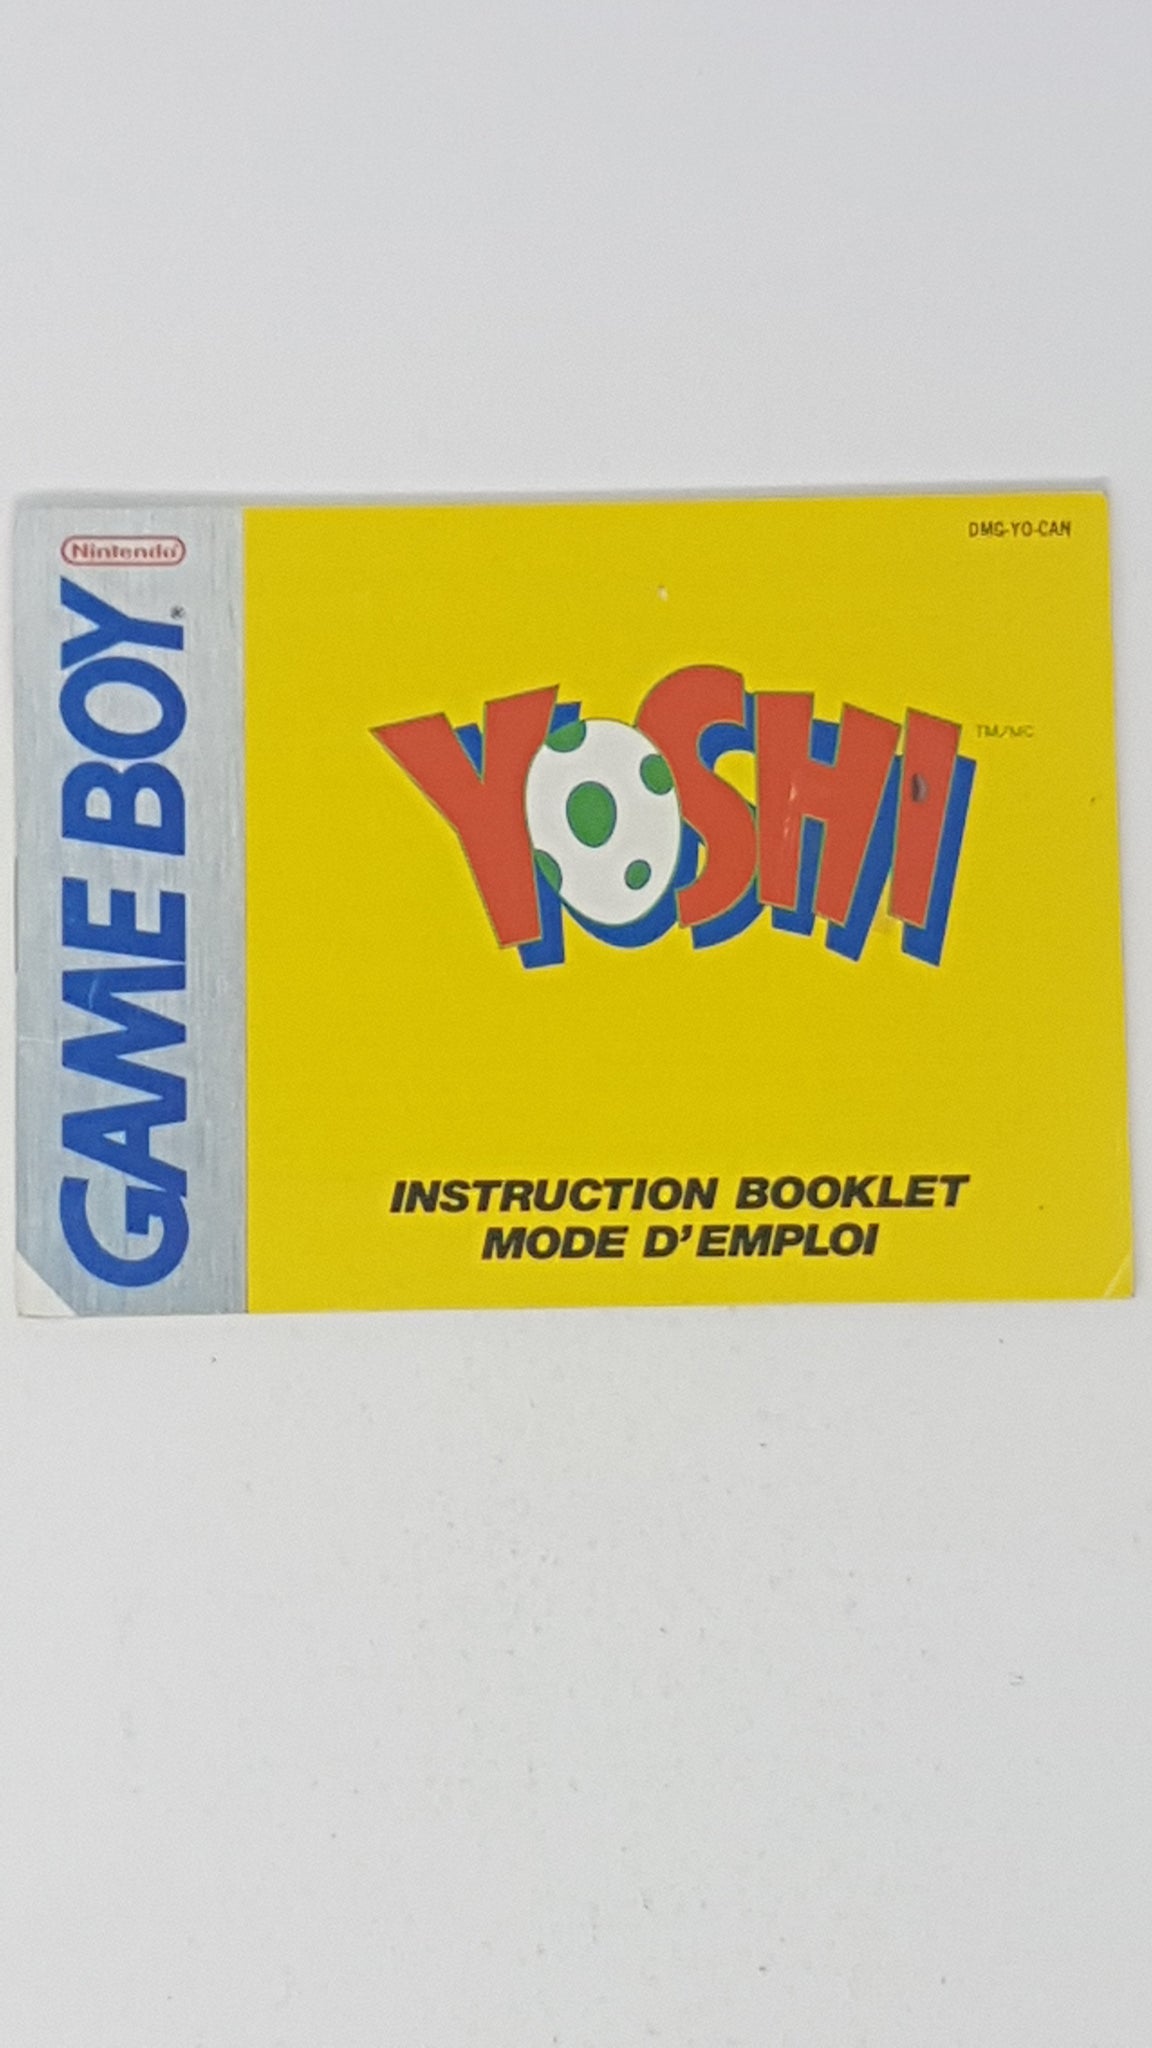 Nintendo®
GAME BOY®
DMG-YO-CAN
YOSHI
TM/MC
INSTRUCTION BOOKLET
MODE D'EMPLOI